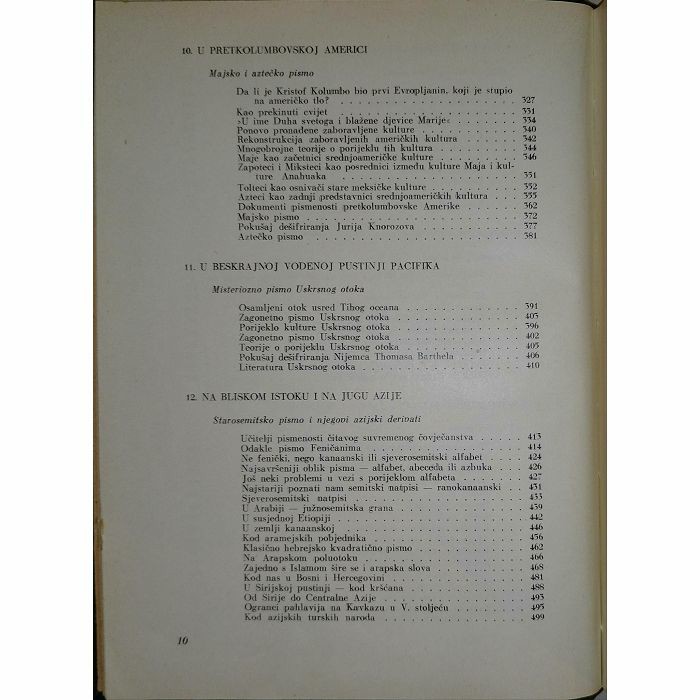 10. U PRETKOLUMBOVSKOJ AMERICI
Majsko i aztečko pismo
Da li je Kristof Kolumbo bio prvi Evropljanin, koji je stupio
na američko tlo? . . . . . . . . . . . . . . . . 327
Kao prekinuti cvijet . . . . . . . . . . . . . . . . 331
»U ime Duha svetoga i blažene djevice Marije« . . . . . . 334
Ponovo pronađene zaboravljene kulture . . . . . . . . . 340
Rekonstrukcija zaboravljenih američkih kultura . . . . . . 342
Mnogobrojne teorije o porijeklu tih kultura . . . . . . . 344
Maje kao začetnici srednjoameričke kulture . . . . . . . 346
Zapoteci i Miksteci kao posrednici između kulture Maja i kul-
ture Anahuaka . . . . . . . . . . . . . . . . 351
Tolteci kao osnivači stare meksičke kulture . . . . . . . 352
Azteci kao zadnji predstavnici srednjoameričkih kultura . . . 355
Dokumenti pismenosti pretkolumbovske Amerike . . . . . 362
Majsko pismo . . . . . . . . . . . . . . . . . . 372
Pokušaj dešifriranja Jurija Knorozova . . . . . . . . . 377
Aztečko pismo . . . . . . . . . . . . . . . . . . 381
11. U BESKRAJNOJ VODENOJ PUSTINJI PACIFIKA
Misteriozno pismo Uskrsnog otoka
Osamljeni otok usred Tihog oceana . . . . . . . . . . 391
Zagonetno pismo Uskrsnog otoka . . . . . . . . . . . 403
Porijeklo kulture Uskrsnog otoka . . . . . . . . . . . 396
Zagonetno pismo Uskrsnog otoka . . . . . . . . . . . 402
Teorije o porijeklu Uskrsnog otoka . . . . . . . . . . 405
Pokušaj dešifriranja Nijemca Thomasa Barthela . . . . . . 406
Literatura Uskrsnog otoka . . . . . . . . . . . . . . 410
12. NA BLISKOM ISTOKU I NA JUGU AZIJE
Starosemitsko pismo i njegovi azijski derivati
Učitelji pismenosti čitavog suvremenog čovječanstva . . . . . 413
Odakle pismo Feničanima . . . . . . . . . . . . . . 414
Ne fenički, nego kanaanski ili sjeverosemitski alfabet . . . . 424
Najsavršeniji oblik pisma — alfabet, abeceda ili azbuka . . . 426
Još neki problemi u vezi s porijeklom alfabeta . . . . . . 427
Najstariji poznati nam semitski natpisi — ranokanaanski . . . 431
Sjeverosemitski natpisi . . . . . . . . . . . . . . . 433
U Arabiji — južnosemitska grana . . . . . . . . . . . 439
U susjednoj Etiopiji . . . . . . . . . . . . . . . . 442
U zemlji kanaanskoj . . . . . . . . . . . . . . . . 446
Kod aramejskih pobjednika . . . . . . . . . . . . . . 456
Klasično hebrejsko kvadratično pismo . . . . . . . . . 462
Na Arapskom poluotoku . . . . . . . . . . . . . . . 466
Zajedno s Islamom šire se i arapska slova . . . . . . . . 468
Kod nas u Bosni i Hercegovini . . . . . . . . . . . . 481
U Sirijskoj pustinji — kod kršćana . . . . . . . . . . 488
Od Sirije do Centralne Azije . . . . . . . . . . . . . 493
Ogranci pahlavija na Kavkazu u V. stoljeću . . . . . . . 495
Kod azijskih turskih naroda . . . . . . . . . . . . . 499
10